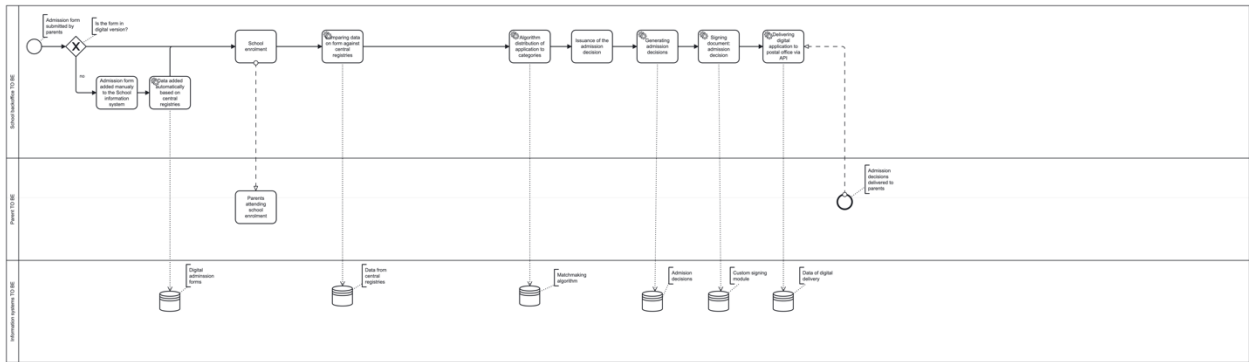 School backoffice TO BE
Admission form
submitted by
parents
Is the form in
digital version?
no
Admission form
added manualy to
the School
information
system
Data added
automatically
based on
central
registries
School
enrolment
Comparing data
on form against
central
registries
Algorithm
distribution of
application to
categories
Issuance of the
admission
decision
Generating
admission
decisions
Signing
document:
admission
decision
Delivering
digital
application to
postal office via
API
Parent TO BE
Parents
attending
school
enrolment
Admission
decisions
delivered to
parents
Information systems TO BE
Digital
admission
forms
Data from
central
registries
Matchmaking
algorithm
Admision
decisions
Custom signing
module
Data of digital
delivery